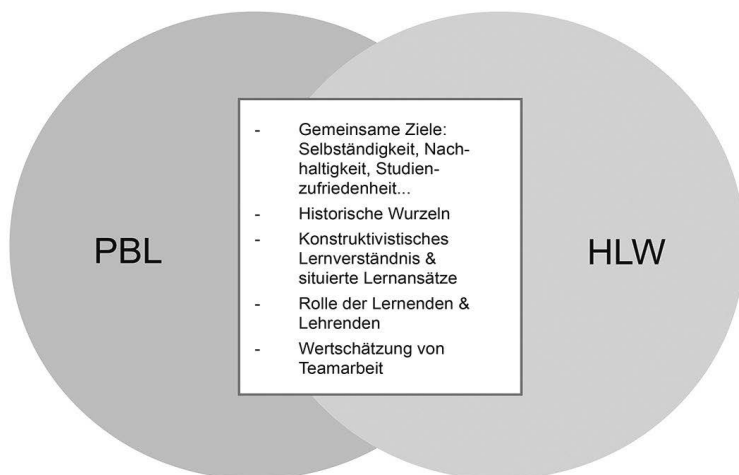 PBL
- Gemeinsame Ziele:
Selbständigkeit, Nach-
haltigkeit, Studien-
zufriedenheit...
- Historische Wurzeln
- Konstruktivistisches
Lernverständnis &
situierte Lernansätze
- Rolle der Lernenden &
Lehrenden
- Wertschätzung von
Teamarbeit
HLW